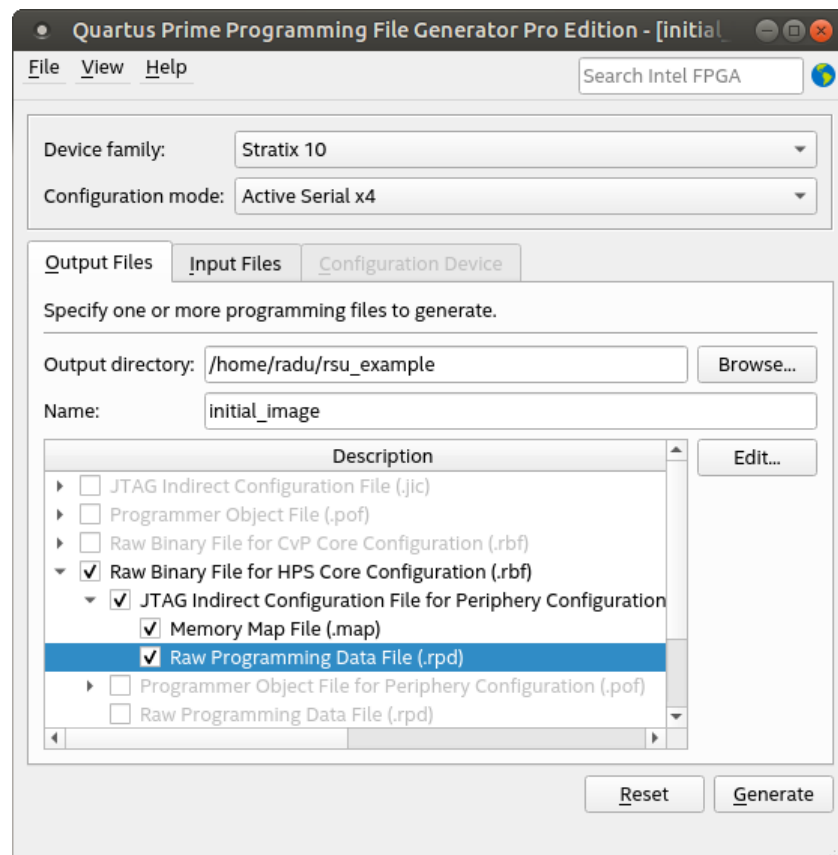 Quartus Prime Programming File Generator Pro Edition - [initial_
File View Help
Search Intel FPGA
Device family: Stratix 10
Configuration mode: Active Serial x4
Output Files Input Files Configuration Device
Specify one or more programming files to generate.
Output directory: /home/radu/rsu_example Browse...
Name: initial_image
Description Edit...
JTAG Indirect Configuration File (.jic)
Programmer Object File (.pof)
Raw Binary File for CvP Core Configuration (.rbf)
Raw Binary File for HPS Core Configuration (.rbf)
JTAG Indirect Configuration File for Periphery Configuration
Memory Map File (.map)
Raw Programming Data File (.rpd)
Programmer Object File for Periphery Configuration (.pof)
Raw Programming Data File (.rpd)
Reset Generate